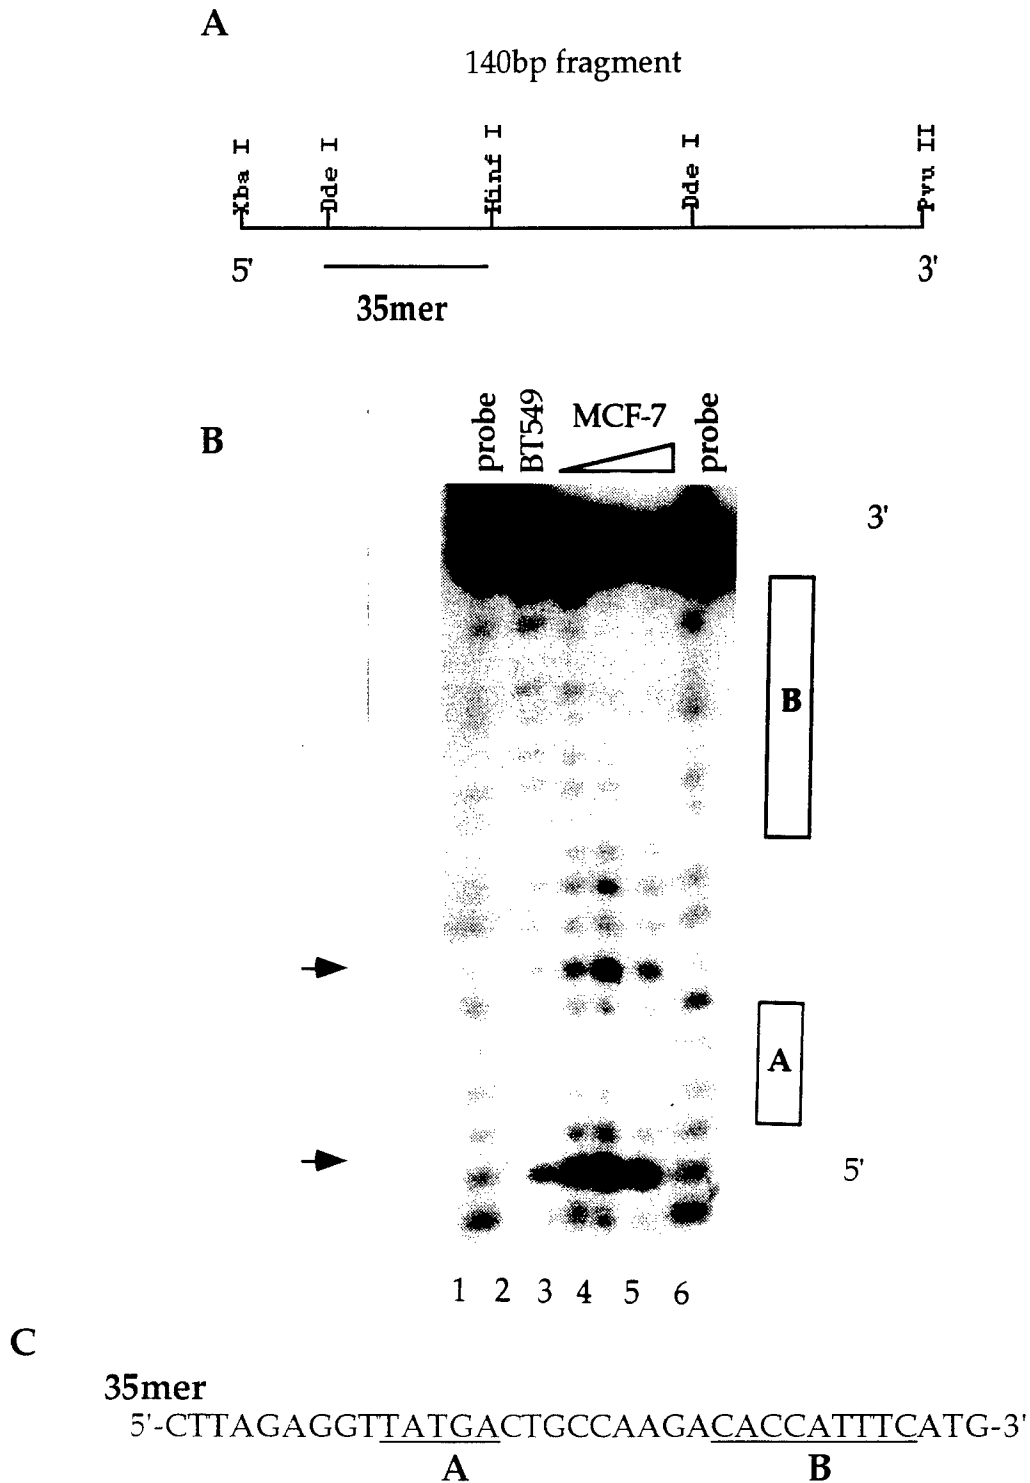 A
140bp fragment
Xba I
Dde I
Hinf I
Dde I
Pvu II
5' 3'
35mer
B
probe
BT549
MCF-7
probe
3'
B
A
5'
1 2 3 4 5 6
C
35mer
5'-CTTAGAGGTTATGACTGCCAAGACACCATTTCATG-3'
A B